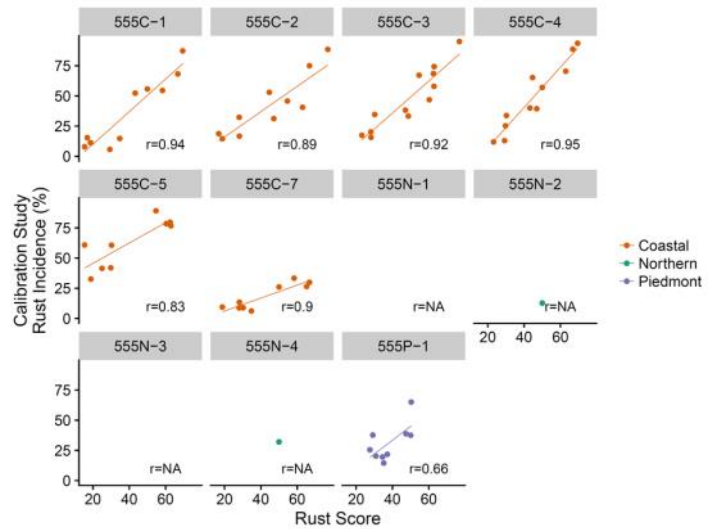 555C−1 555C−2 555C−3 555C−4
75
50
25
0
r=0.94 r=0.89 r=0.92 r=0.95
555C−5 555C−7 555N−1 555N−2
75
50
25
0
r=0.83 r=0.9 r=NA r=NA
555N−3 555N−4 555P−1
75
50
25
0
r=NA r=NA r=0.66
20 40 60 20 40 60 20 40 60 20 40 60
Rust Score
Calibration Study
Rust Incidence (%)
Coastal
Northern
Piedmont